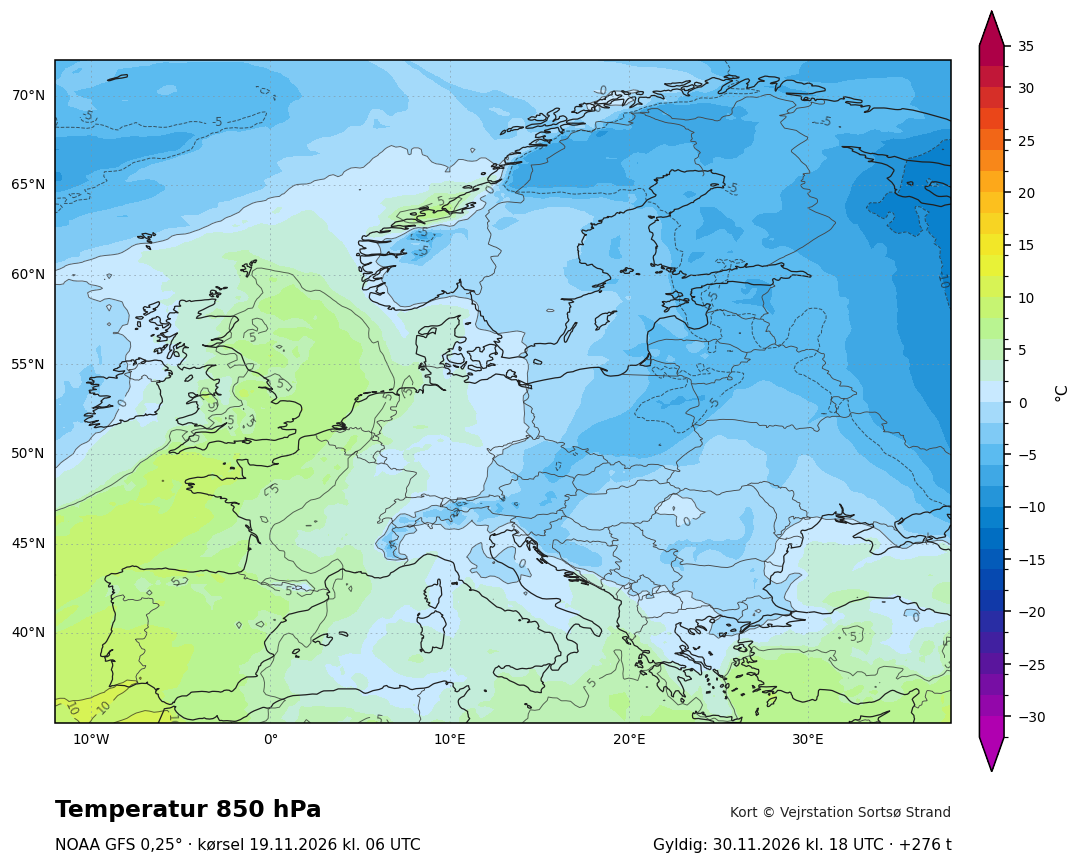 70°N
65°N
60°N
55°N
50°N
45°N
40°N
10°W
0°
10°E
20°E
30°E
35
30
25
20
15
10
5
0
−5
−10
−15
−20
−25
−30
°C
Temperatur 850 hPa
Kort © Vejrstation Sortsø Strand
NOAA GFS 0,25° · kørsel 19.11.2026 kl. 06 UTC
Gyldig: 30.11.2026 kl. 18 UTC · +276 t